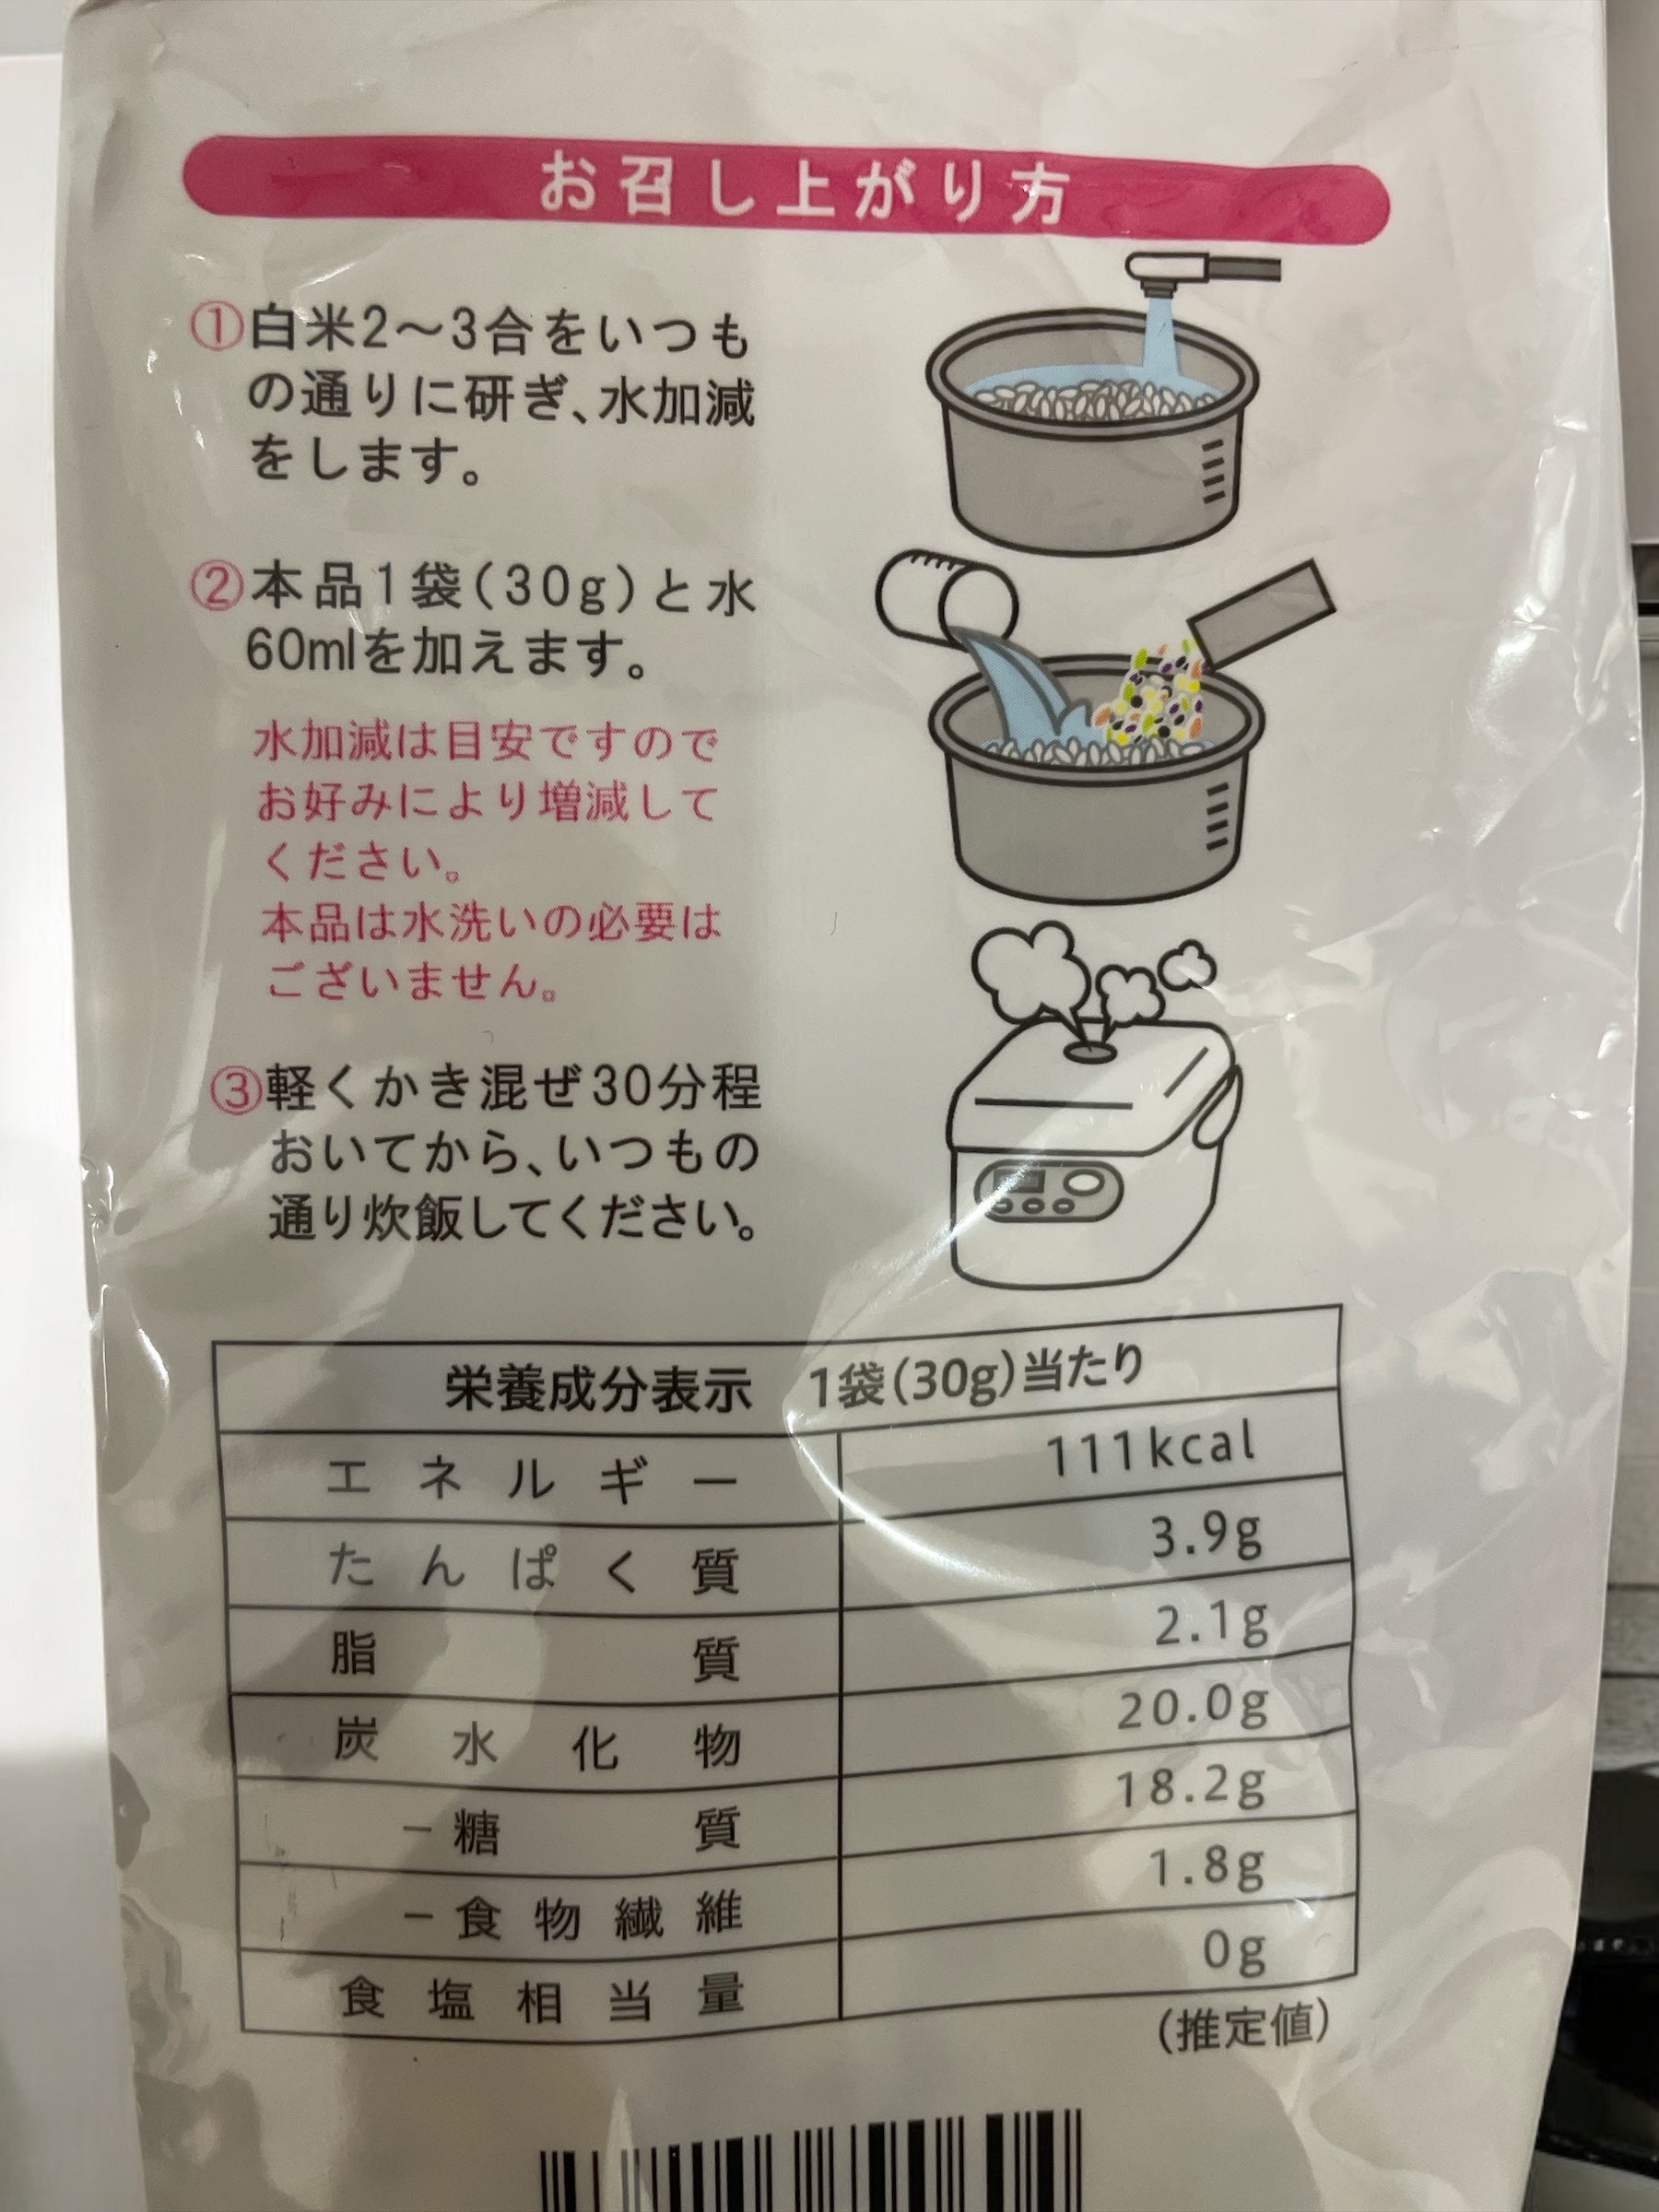 お召し上がり方
①白米2～3合をいつも
の通りに研ぎ、水加減
をします。
②本品1袋(30g)と水
60mlを加えます。
水加減は目安ですので
お好みにより増減して
ください。
本品は水洗いの必要は
ございません。
③軽くかき混ぜ30分程
おいてから、いつもの
通り炊飯してください。
栄養成分表示 1袋(30g)当たり
エネルギー 111kcal
たんぱく質 3.9g
脂質 2.1g
炭水化物 20.0g
－糖質 18.2g
－食物繊維 1.8g
食塩相当量 0g
(推定値)